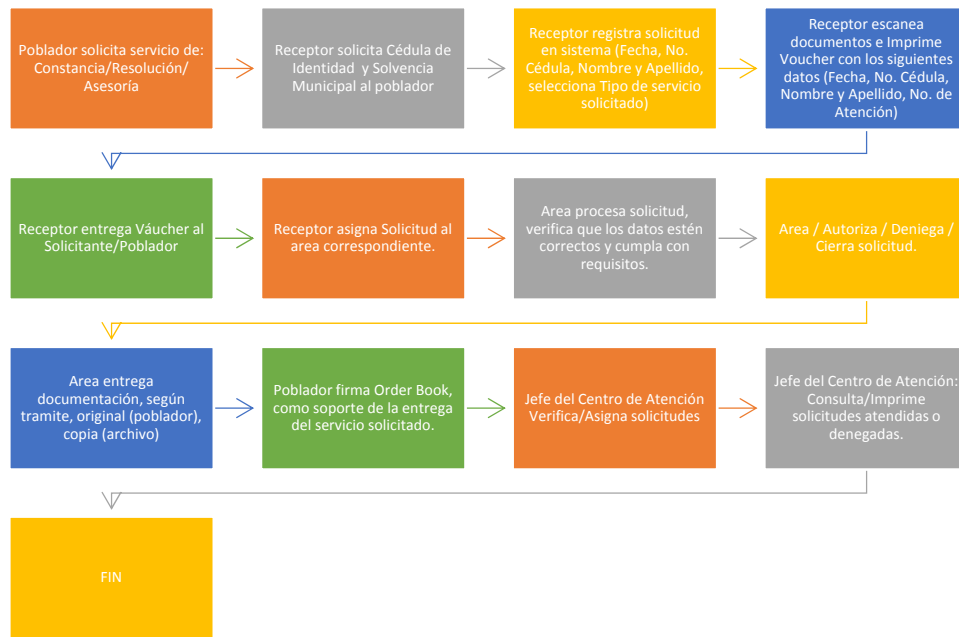 Poblador solicita servicio de:
Constancia/Resolución/
Asesoría
Receptor solicita Cédula de
Identidad y Solvencia
Municipal al poblador
Receptor registra solicitud
en sistema (Fecha, No.
Cédula, Nombre y Apellido,
selecciona Tipo de servicio
solicitado)
Receptor escanea
documentos e Imprime
Voucher con los siguientes
datos (Fecha, No. Cédula,
Nombre y Apellido, No. de
Atención)
Receptor entrega Váucher al
Solicitante/Poblador
Receptor asigna Solicitud al
area correspondiente.
Area procesa solicitud,
verifica que los datos estén
correctos y cumpla con
requisitos.
Area / Autoriza / Deniega /
Cierra solicitud.
Area entrega
documentación, según
tramite, original (poblador),
copia (archivo)
Poblador firma Order Book,
como soporte de la entrega
del servicio solicitado.
Jefe del Centro de Atención
Verifica/Asigna solicitudes
Jefe del Centro de Atención:
Consulta/Imprime
solicitudes atendidas o
denegadas.
FIN